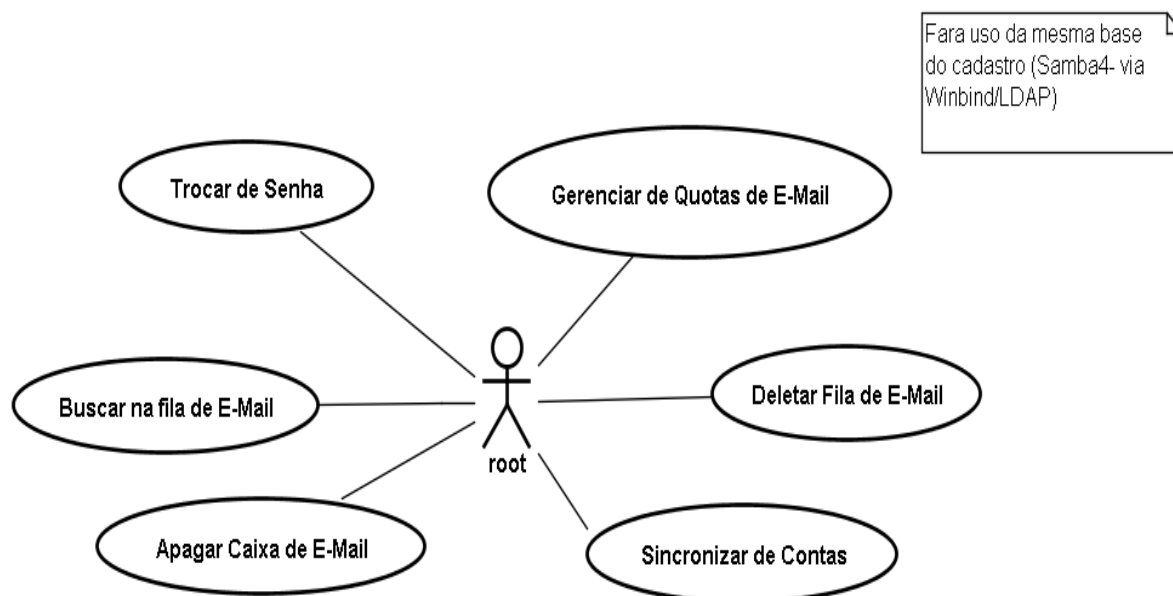 Fara uso da mesma base
do cadastro (Samba4- via
Winbind/LDAP)
Trocar de Senha
Gerenciar de Quotas de E-Mail
Buscar na fila de E-Mail
Deletar Fila de E-Mail
root
Apagar Caixa de E-Mail
Sincronizar de Contas